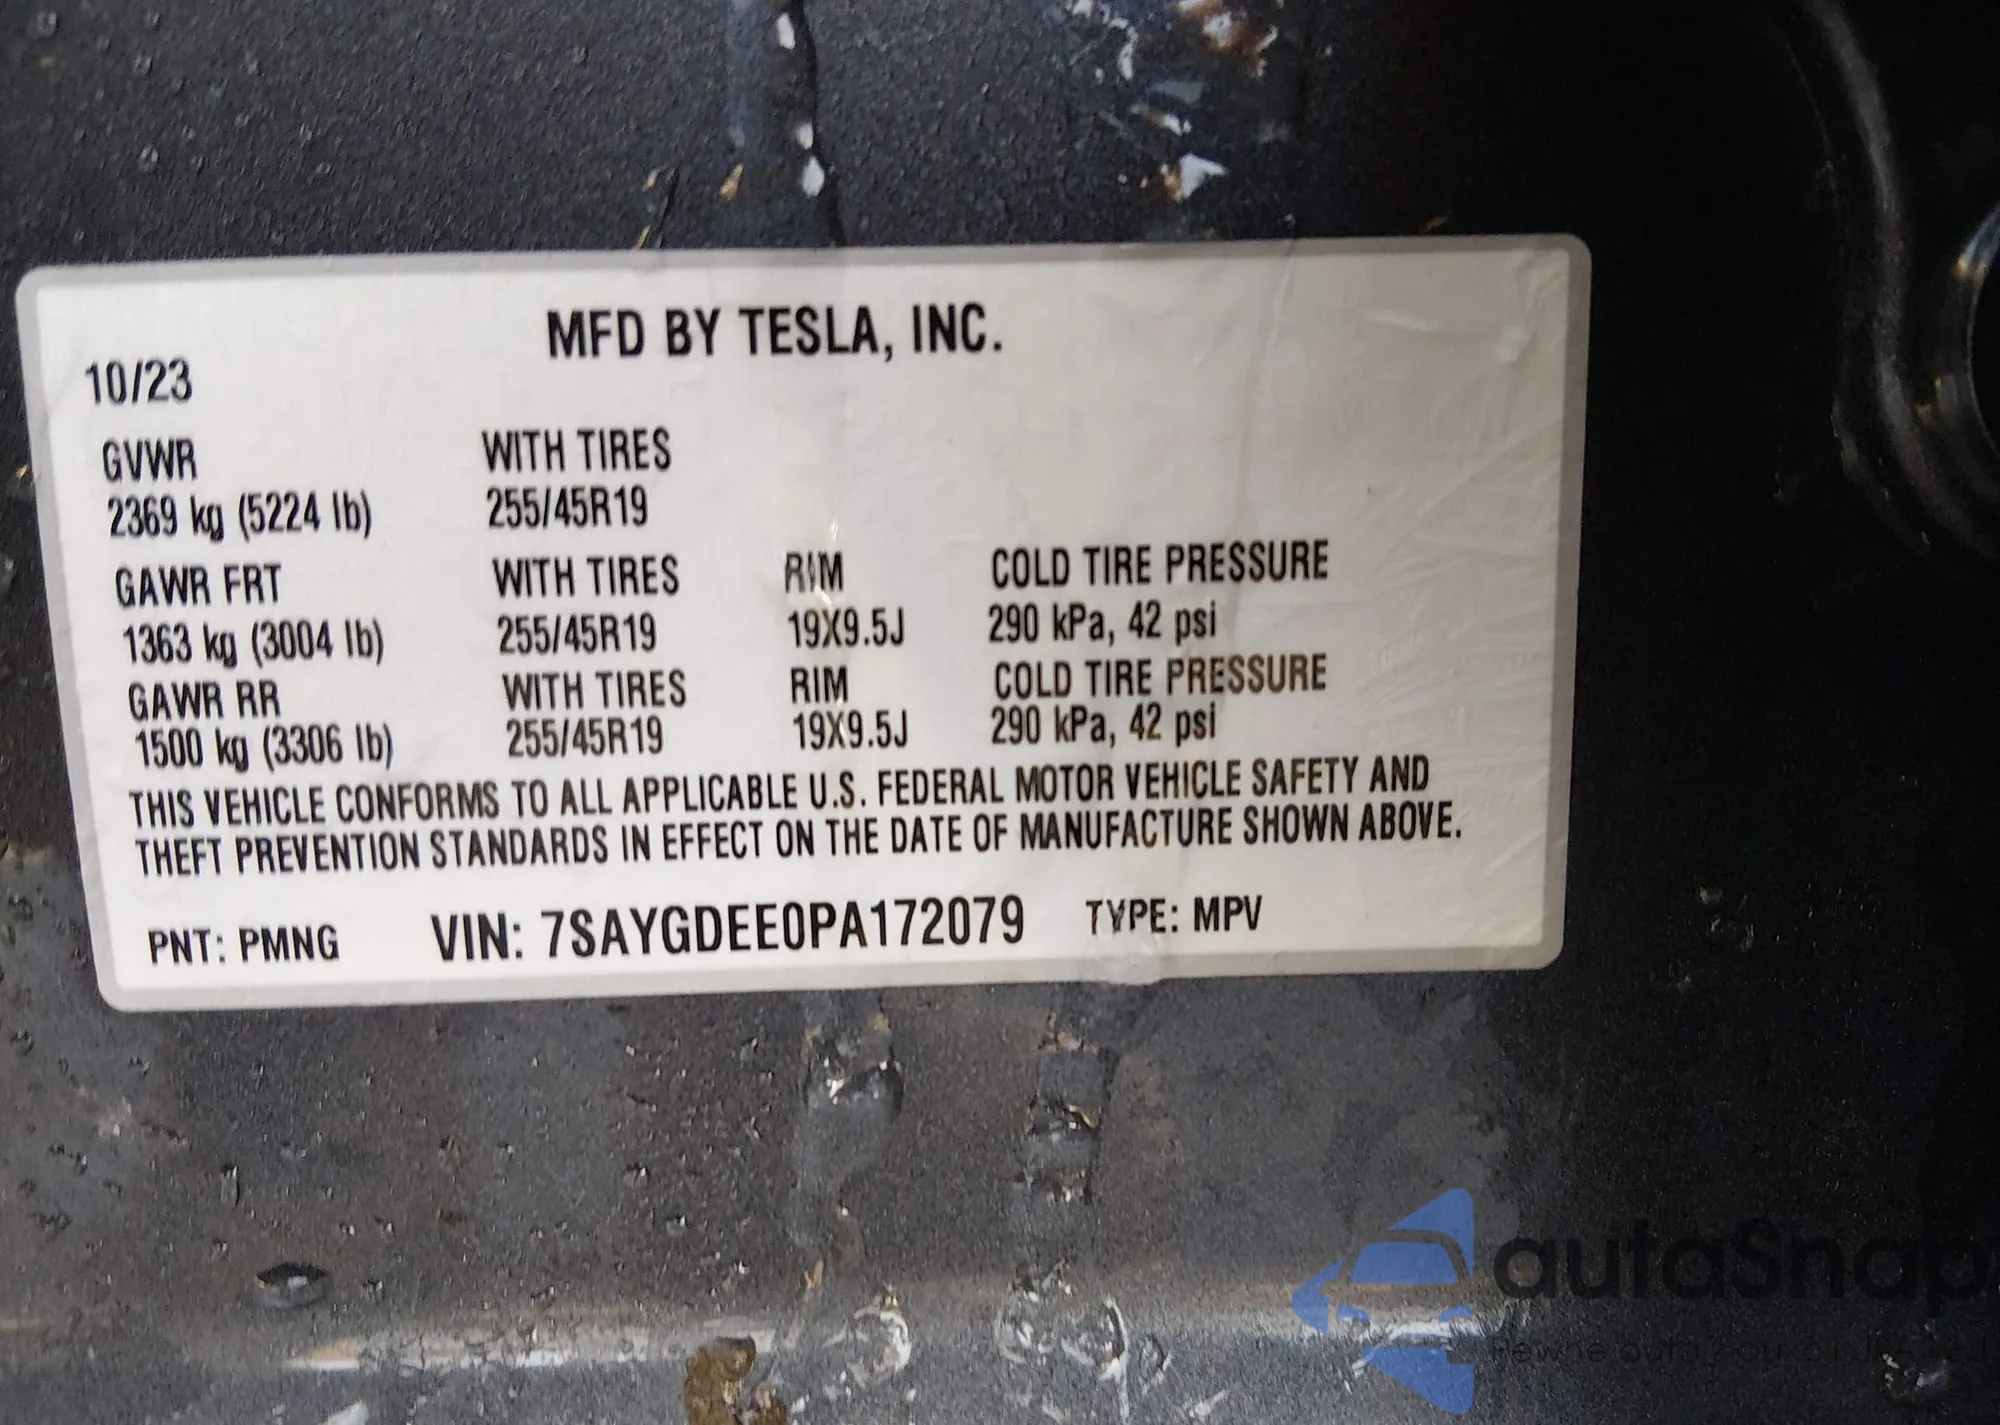 MFD BY TESLA, INC.
10/23
GVWR WITH TIRES
2369 kg (5224 lb) 255/45R19
GAWR FRT WITH TIRES RIM COLD TIRE PRESSURE
1363 kg (3004 lb) 255/45R19 19X9.5J 290 kPa, 42 psi
GAWR RR WITH TIRES RIM COLD TIRE PRESSURE
1500 kg (3306 lb) 255/45R19 19X9.5J 290 kPa, 42 psi
THIS VEHICLE CONFORMS TO ALL APPLICABLE U.S. FEDERAL MOTOR VEHICLE SAFETY AND
THEFT PREVENTION STANDARDS IN EFFECT ON THE DATE OF MANUFACTURE SHOWN ABOVE.
PNT: PMNG VIN: 7SAYGDEE0PA172079 TYPE: MPV
autaSnap